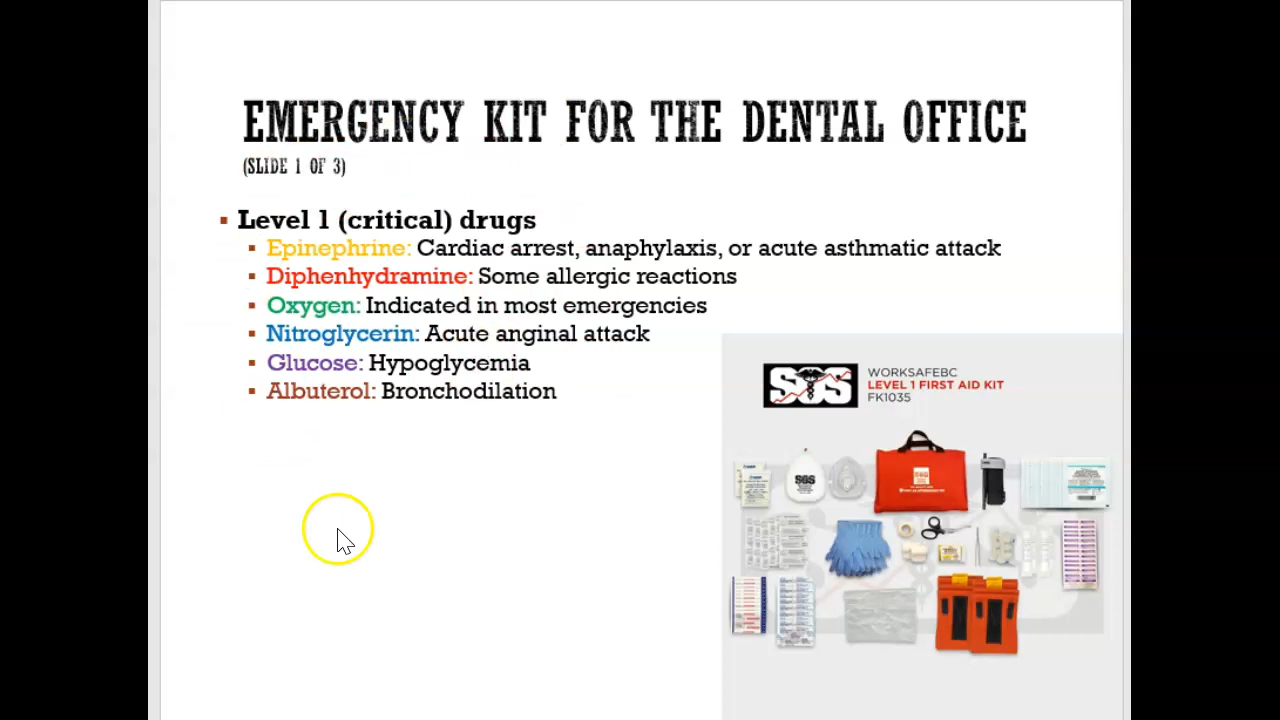 EMERGENCY KIT FOR THE DENTAL OFFICE
(SLIDE 1 OF 3)
Level 1 (critical) drugs
Epinephrine: Cardiac arrest, anaphylaxis, or acute asthmatic attack
Diphenhydramine: Some allergic reactions
Oxygen: Indicated in most emergencies
Nitroglycerin: Acute anginal attack
Glucose: Hypoglycemia
Albuterol: Bronchodilation
SOS
WORKSAFEBC
LEVEL 1 FIRST AID KIT
FK1035